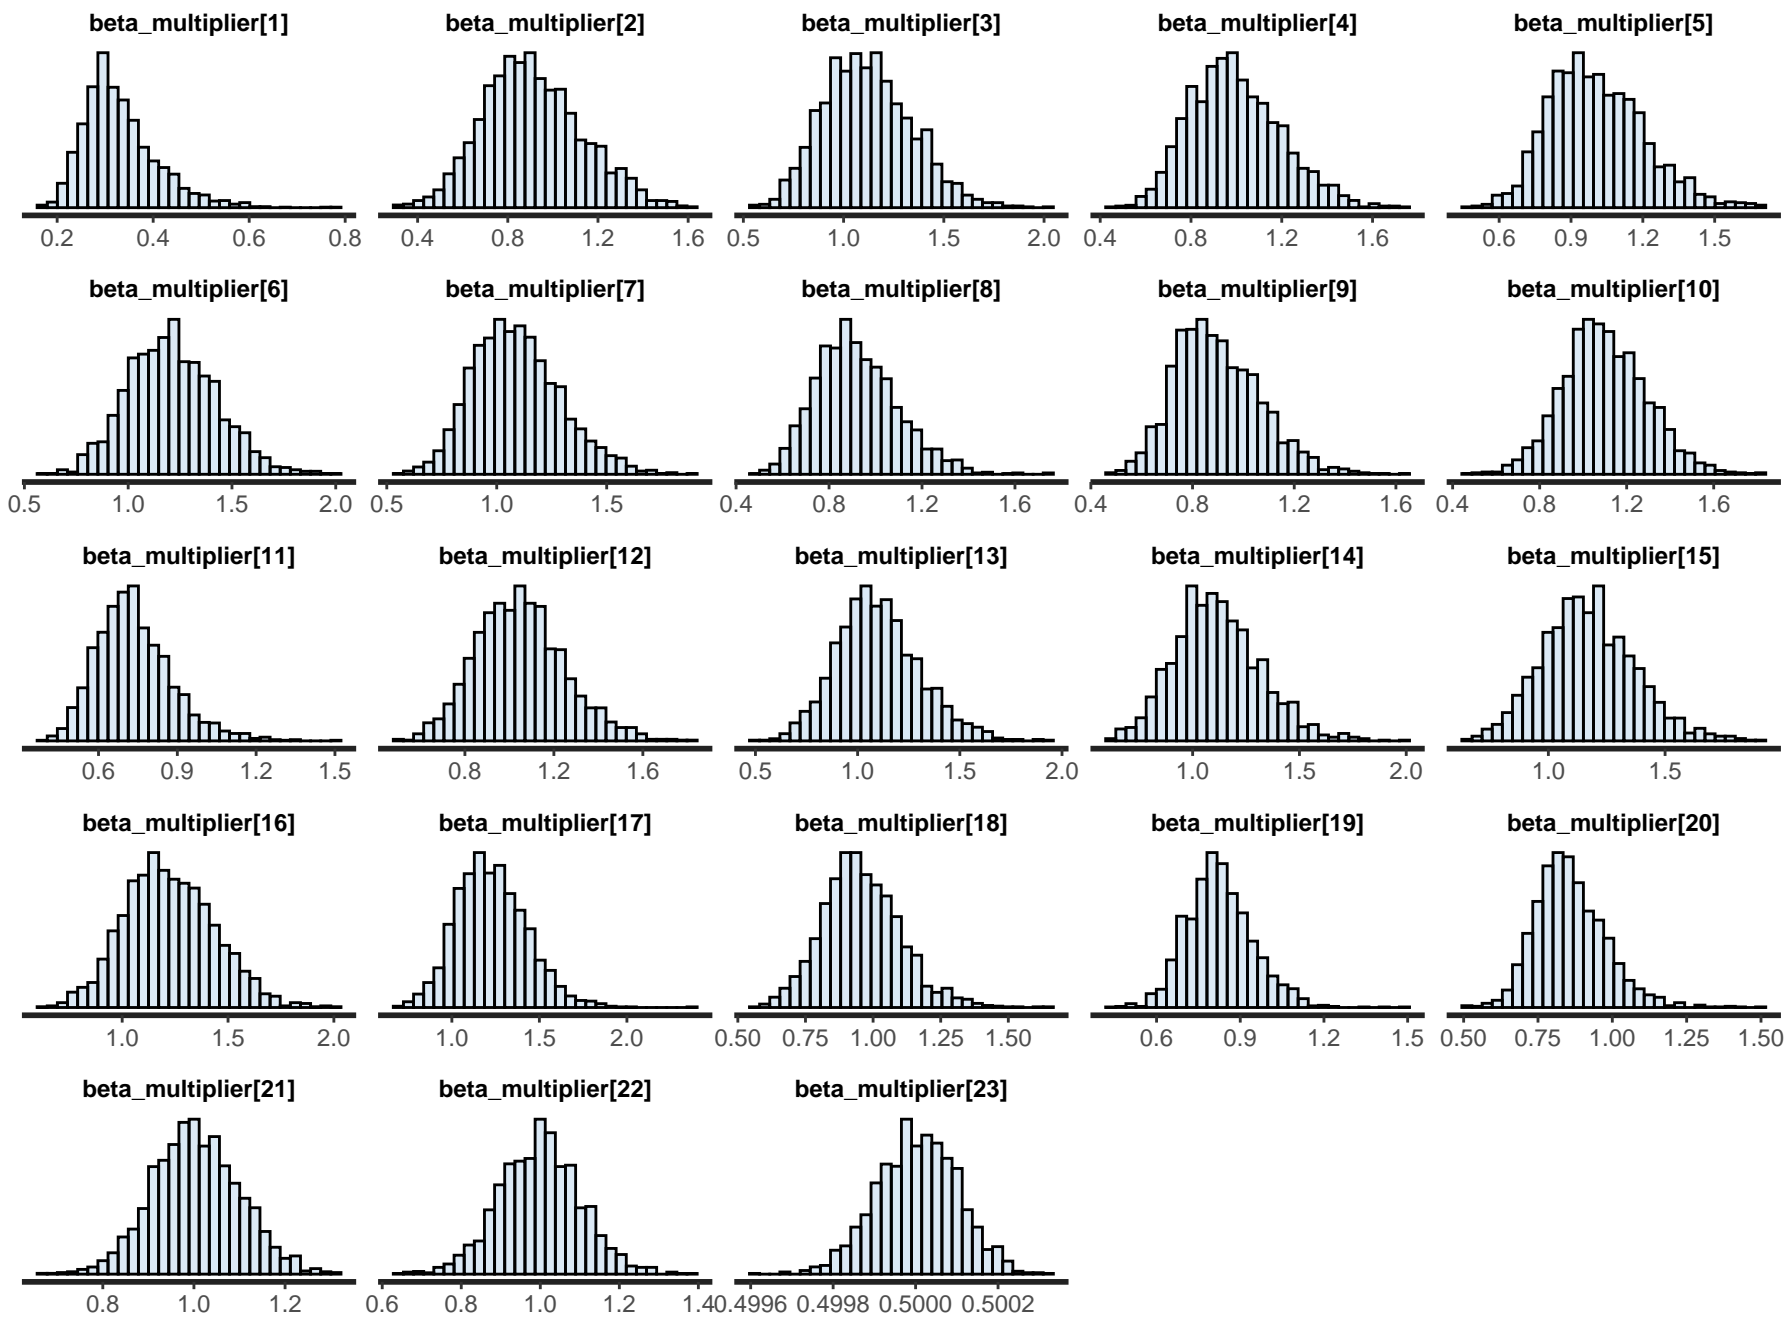 beta_multiplier[1] beta_multiplier[2] beta_multiplier[3] beta_multiplier[4] beta_multiplier[5]
0.2 0.4 0.6 0.8 0.4 0.8 1.2 1.6 0.5 1.0 1.5 2.0 0.4 0.8 1.2 1.6 0.6 0.9 1.2 1.5
beta_multiplier[6] beta_multiplier[7] beta_multiplier[8] beta_multiplier[9] beta_multiplier[10]
0.5 1.0 1.5 2.0 0.5 1.0 1.5 0.4 0.8 1.2 1.6 0.4 0.8 1.2 1.6 0.4 0.8 1.2 1.6
beta_multiplier[11] beta_multiplier[12] beta_multiplier[13] beta_multiplier[14] beta_multiplier[15]
0.6 0.9 1.2 1.5 0.8 1.2 1.6 0.5 1.0 1.5 2.0 1.0 1.5 2.0 1.0 1.5
beta_multiplier[16] beta_multiplier[17] beta_multiplier[18] beta_multiplier[19] beta_multiplier[20]
1.0 1.5 2.0 1.0 1.5 2.0 0.50 0.75 1.00 1.25 1.50 0.6 0.9 1.2 1.5 0.50 0.75 1.00 1.25 1.50
beta_multiplier[21] beta_multiplier[22] beta_multiplier[23]
0.8 1.0 1.2 0.6 0.8 1.0 1.2 1.4 0.4996 0.4998 0.5000 0.5002